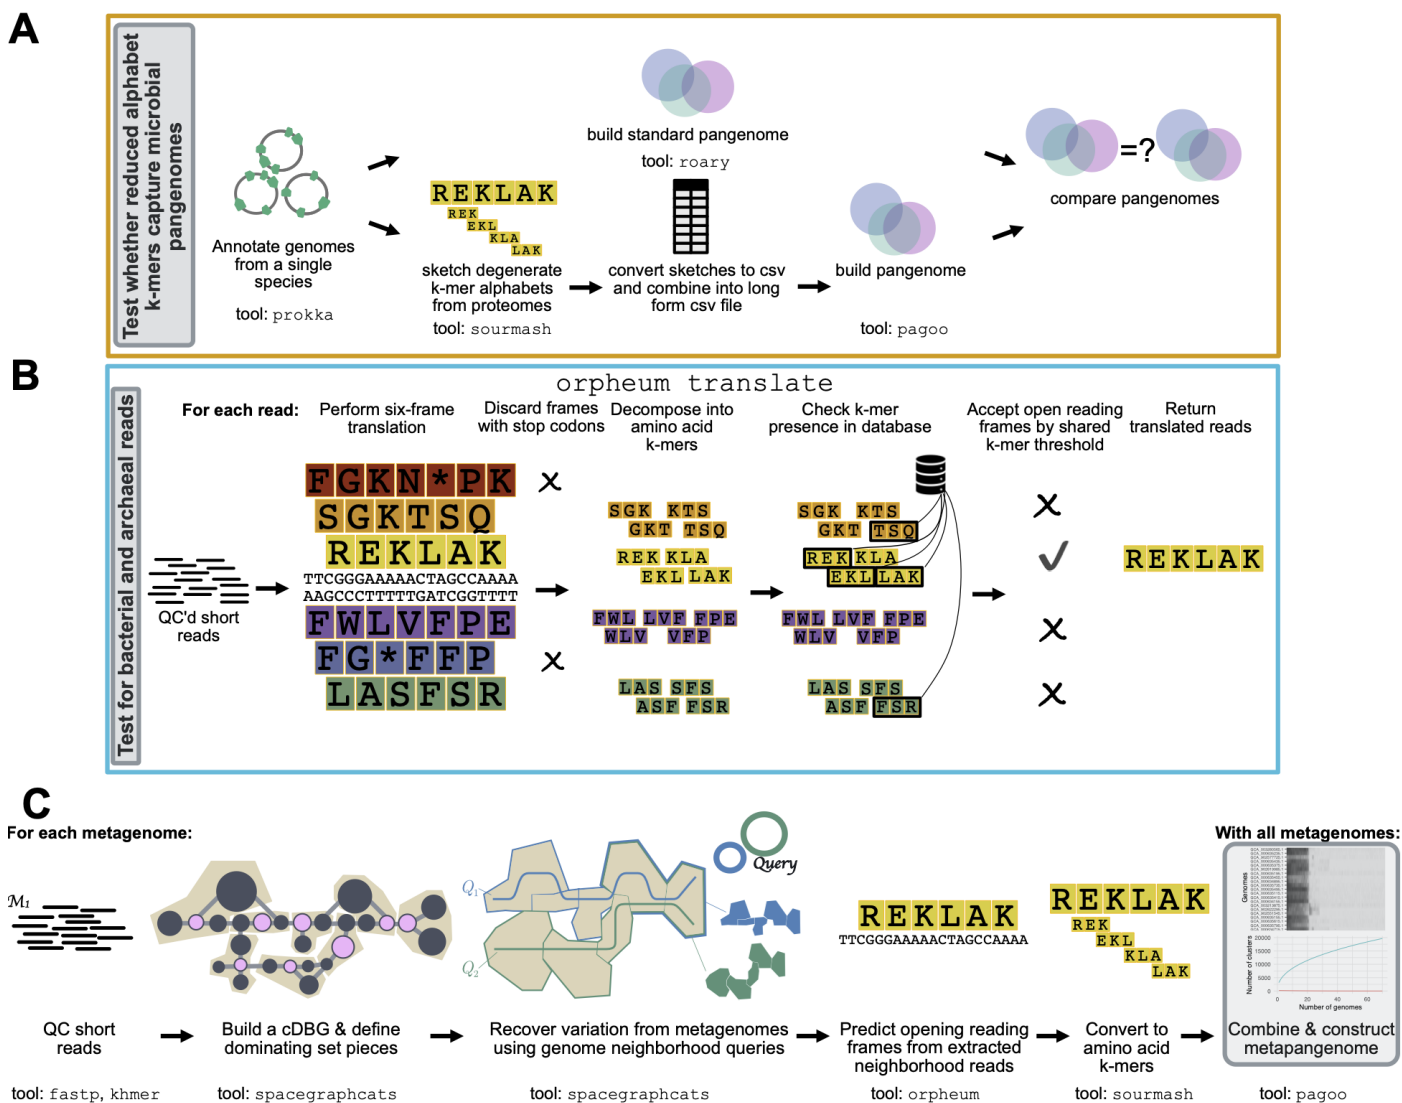 A
Test whether reduced alphabet
k-mers capture microbial
pangenomes
Annotate genomes
from a single
species
tool: prokka
build standard pangenome
tool: roary
REKLAK
REK
EKL
KLA
LAK
sketch degenerate
k-mer alphabets
from proteomes
tool: sourmash
convert sketches to csv
and combine into long
form csv file
build pangenome
tool: pagoo
=?
compare pangenomes
B
Test for bacterial and archaeal reads
orpheum translate
For each read:
Perform six-frame
translation
Discard frames
with stop codons
Decompose into
amino acid
k-mers
Check k-mer
presence in database
Accept open reading
frames by shared
k-mer threshold
Return
translated reads
QC'd short
reads
FGKN*PK
SGKTSQ
REKLAK
TTCGGGAAAAACTAGCCAAAA
AAGCCCTTTTTGATCGGTTTT
FWLVFPE
FG*FFP
LASFSR
SGK KTS
GKT TSQ
REK KLA
EKL LAK
FWL LVF FPE
WLV VFP
LAS SFS
ASF FSR
SGK KTS
GKT TSQ
REK KLA
EKL LAK
FWL LVF FPE
WLV VFP
LAS SFS
ASF FSR
REKLAK
C
For each metagenome:
M₁
QC short
reads
tool: fastp, khmer
Build a cDBG & define
dominating set pieces
tool: spacegraphcats
Q₁
Q₂
Query
Recover variation from metagenomes
using genome neighborhood queries
tool: spacegraphcats
REKLAK
TTCGGGAAAAACTAGCCAAAA
Predict opening reading
frames from extracted
neighborhood reads
tool: orpheum
REKLAK
REK
EKL
KLA
LAK
Convert to
amino acid
k-mers
tool: sourmash
With all metagenomes:
Genomes
Number of clusters
20000
15000
10000
5000
0
0 20 40 60
Number of genomes
Combine & construct
metapangenome
tool: pagoo